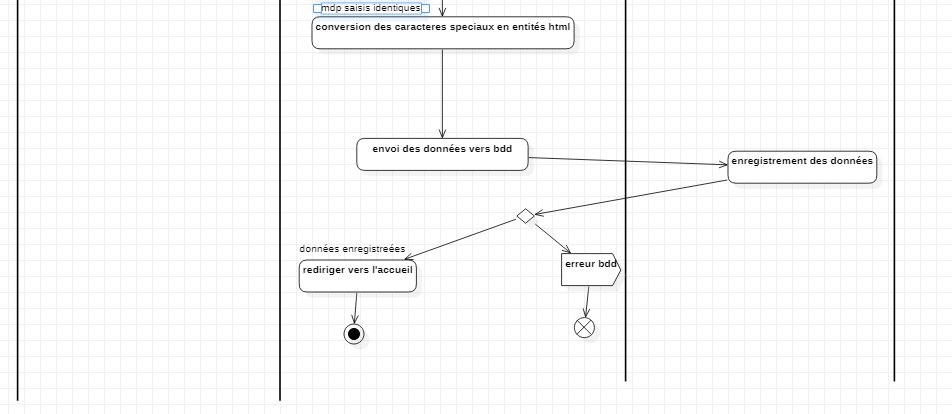 mdp saisis identiques
conversion des caracteres speciaux en entités html
envoi des données vers bdd
enregistrement des données
données enregistreées
erreur bdd
rediriger vers l'accueil